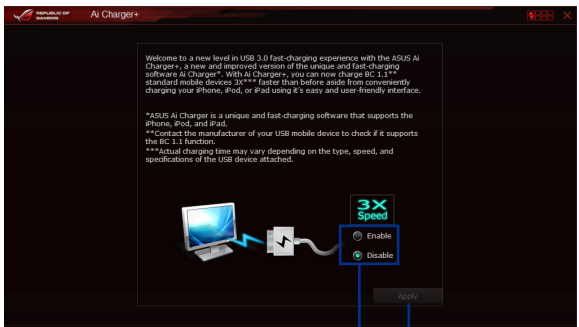 REPUBLIC OF
GAMERS
Ai Charger+
Welcome to a new level in USB 3.0 fast-charging experience with the ASUS Ai
Charger+, a new and improved version of the unique and fast-charging
software Ai Charger*. With Ai Charger+, you can now charge BC 1.1**
standard mobile devices 3X*** faster than before aside from conveniently
charging your iPhone, iPod, or iPad using it's easy and user-friendly interface.
*ASUS Ai Charger is a unique and fast-charging software that supports the
iPhone, iPod, and iPad.
**Contact the manufacturer of your USB mobile device to check if it supports
the BC 1.1 function.
***Actual charging time may vary depending on the type, speed, and
specifications of the USB device attached.
3X
Speed
Enable
Disable
Apply